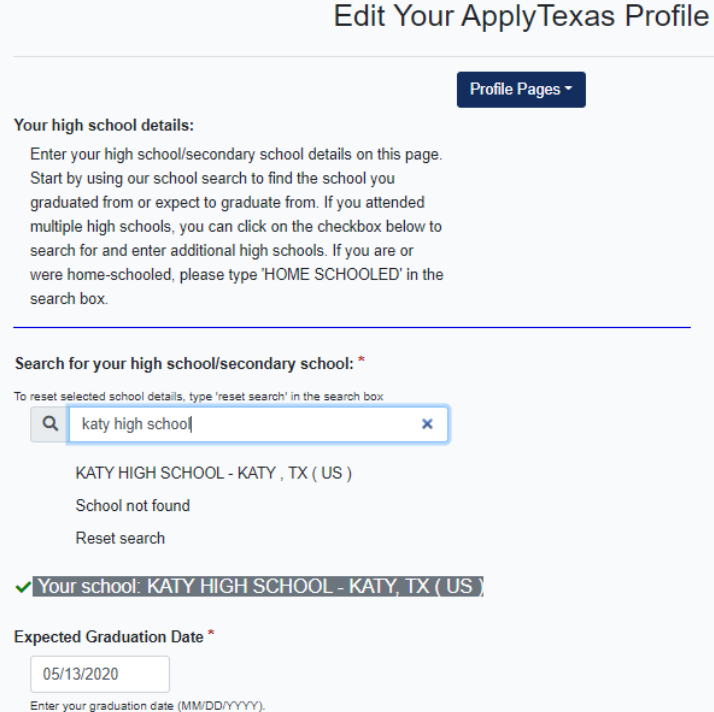 Edit Your ApplyTexas Profile
Profile Pages
Your high school details:
Enter your high school/secondary school details on this page.
Start by using our school search to find the school you
graduated from or expect to graduate from. If you attended
multiple high schools, you can click on the checkbox below to
search for and enter additional high schools. If you are or
were home-schooled, please type 'HOME SCHOOLED' in the
search box.
Search for your high school/secondary school: *
To reset selected school details, type 'reset search' in the search box
katy high school
KATY HIGH SCHOOL - KATY , TX ( US )
School not found
Reset search
Your school: KATY HIGH SCHOOL - KATY, TX ( US )
Expected Graduation Date *
05/13/2020
Enter your graduation date (MM/DD/YYYY).